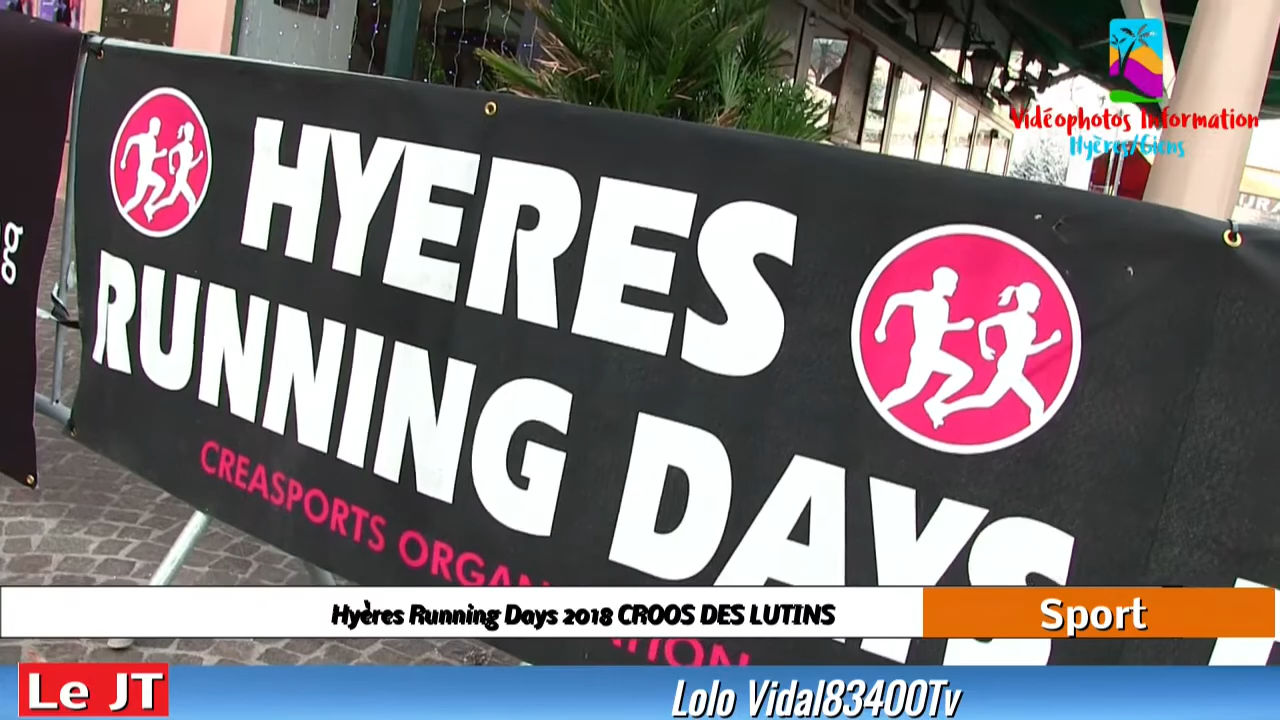 Vidéophotos Information
Hyères/Giens
g
HYERES
RUNNING DAYS
CREASPORTS ORGAN
ATION
Hyères Running Days 2018 CROOS DES LUTINS
Sport
Le JT
Lolo Vidal83400Tv